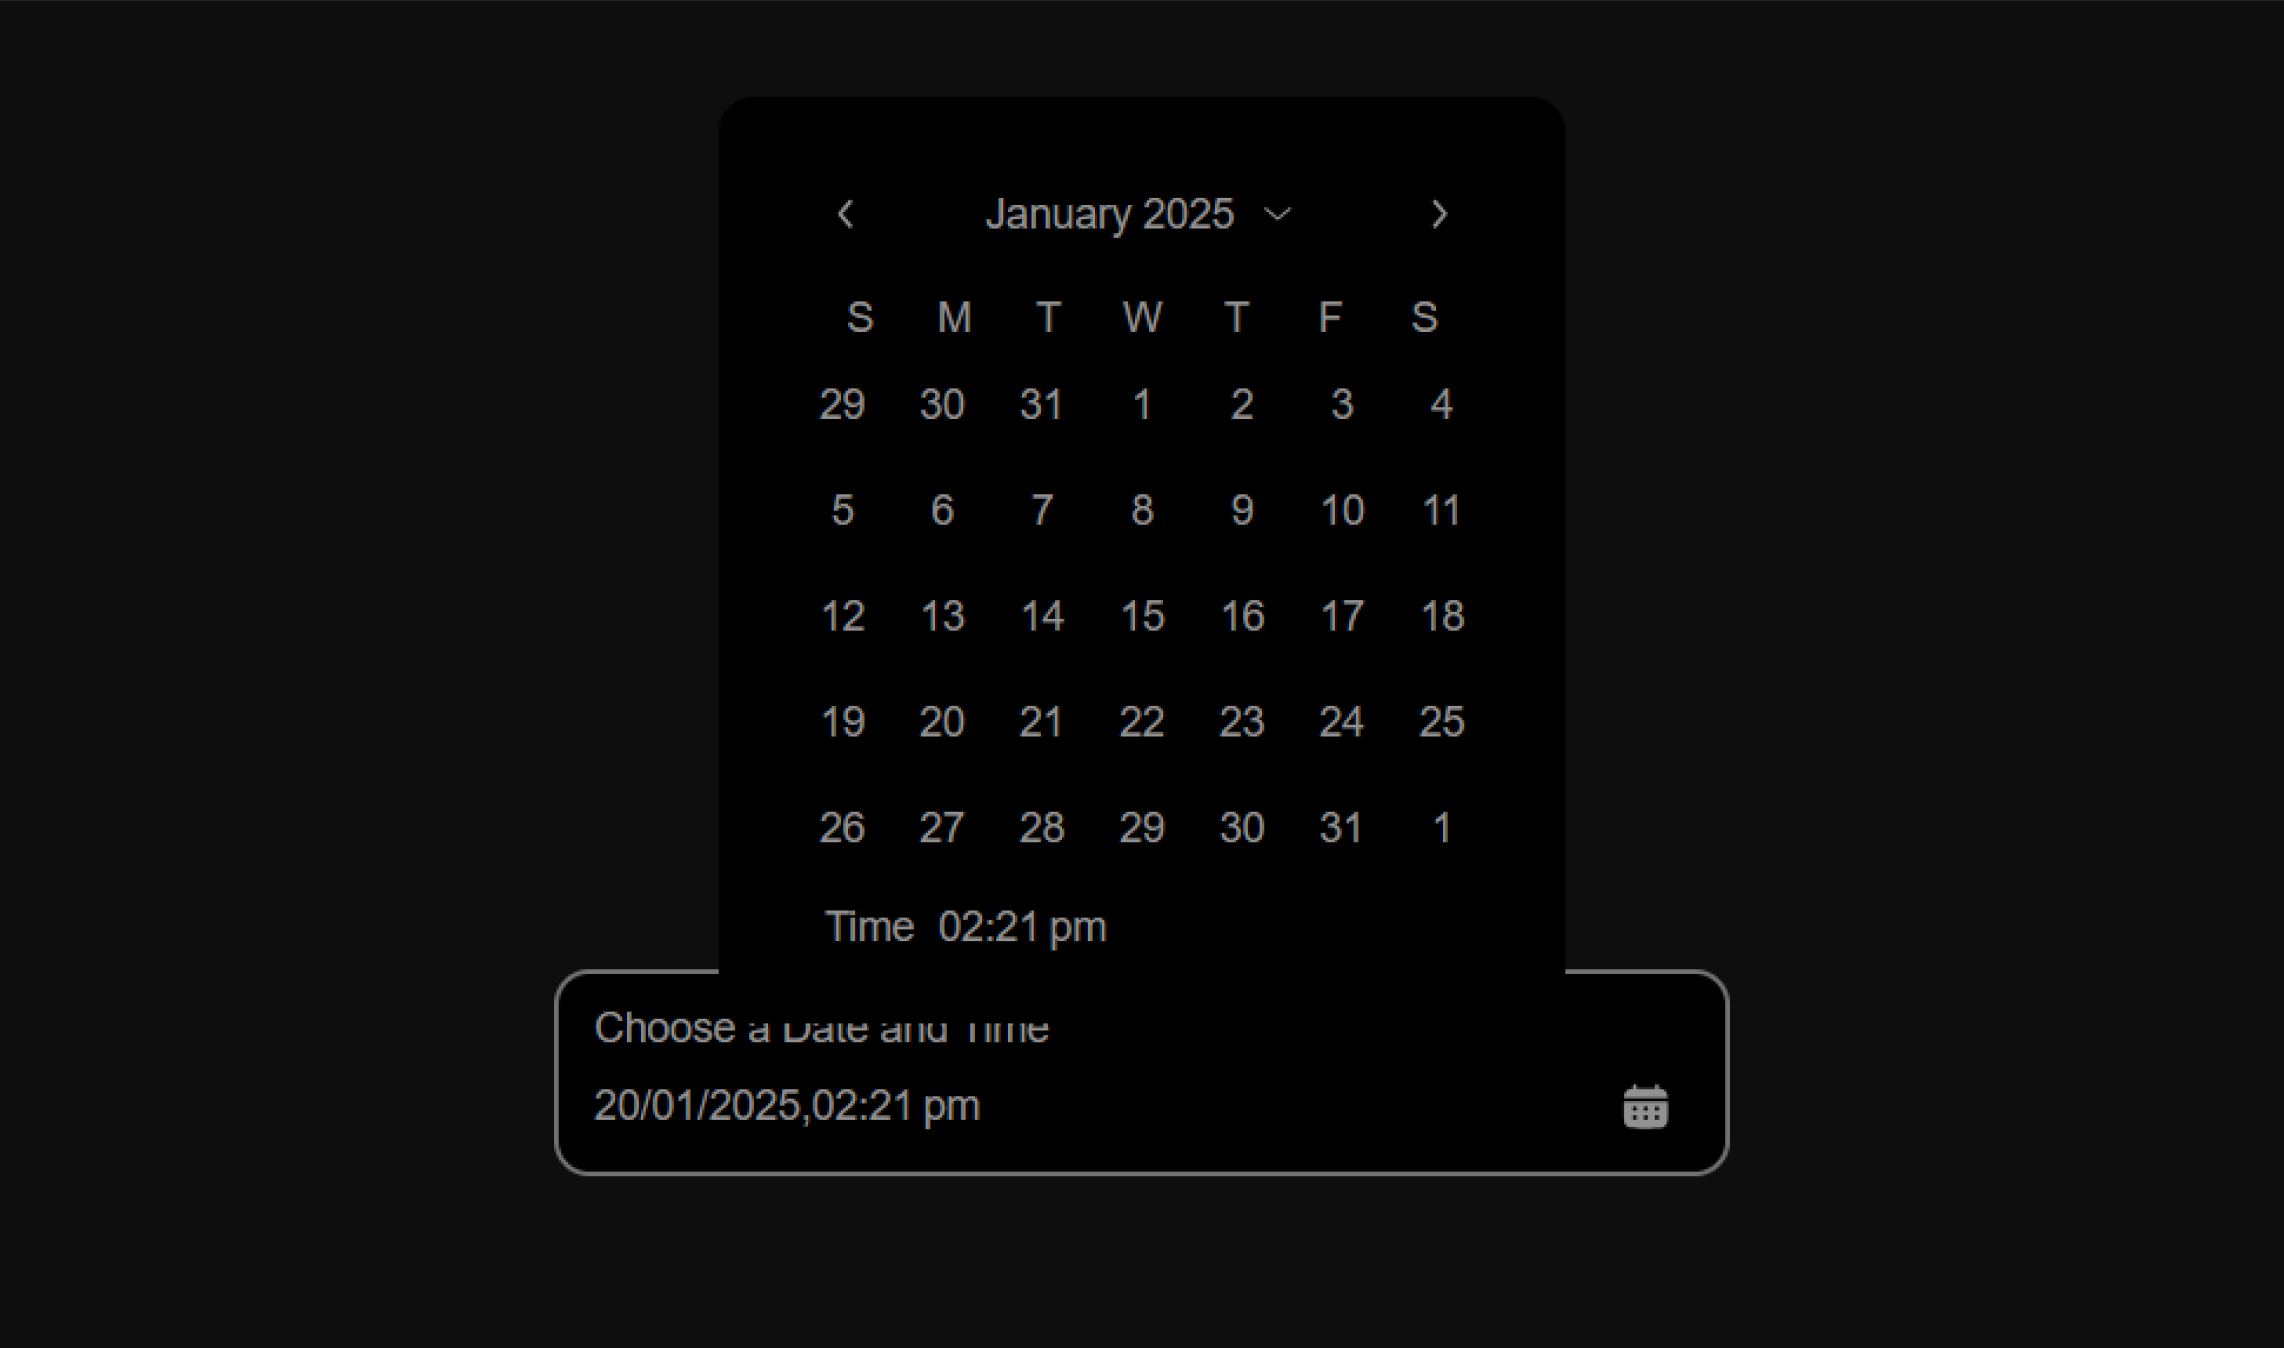 January 2025
S M T W T F S
29 30 31 1 2 3 4
5 6 7 8 9 10 11
12 13 14 15 16 17 18
19 20 21 22 23 24 25
26 27 28 29 30 31 1
Time 02:21 pm
Choose a Date and Time
20/01/2025,02:21 pm